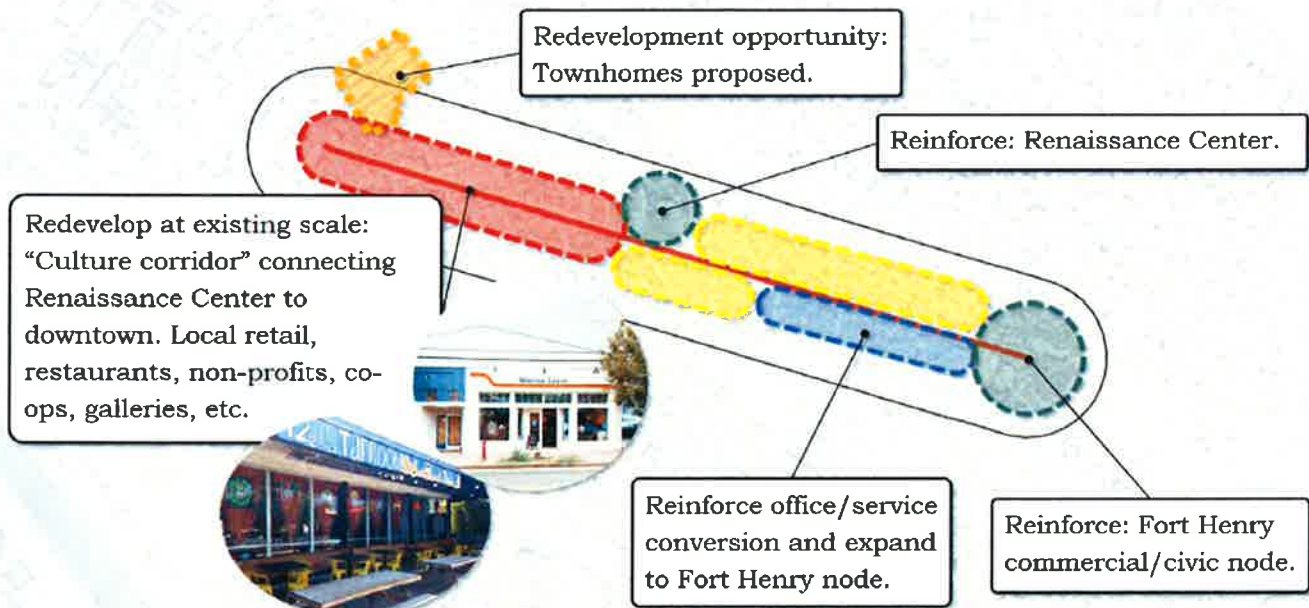 Redevelopment opportunity:
Townhomes proposed.
Reinforce: Renaissance Center.
Redevelop at existing scale:
“Culture corridor” connecting
Renaissance Center to
downtown. Local retail,
restaurants, non-profits, co-
ops, galleries, etc.
Reinforce office/service
conversion and expand
to Fort Henry node.
Reinforce: Fort Henry
commercial/civic node.